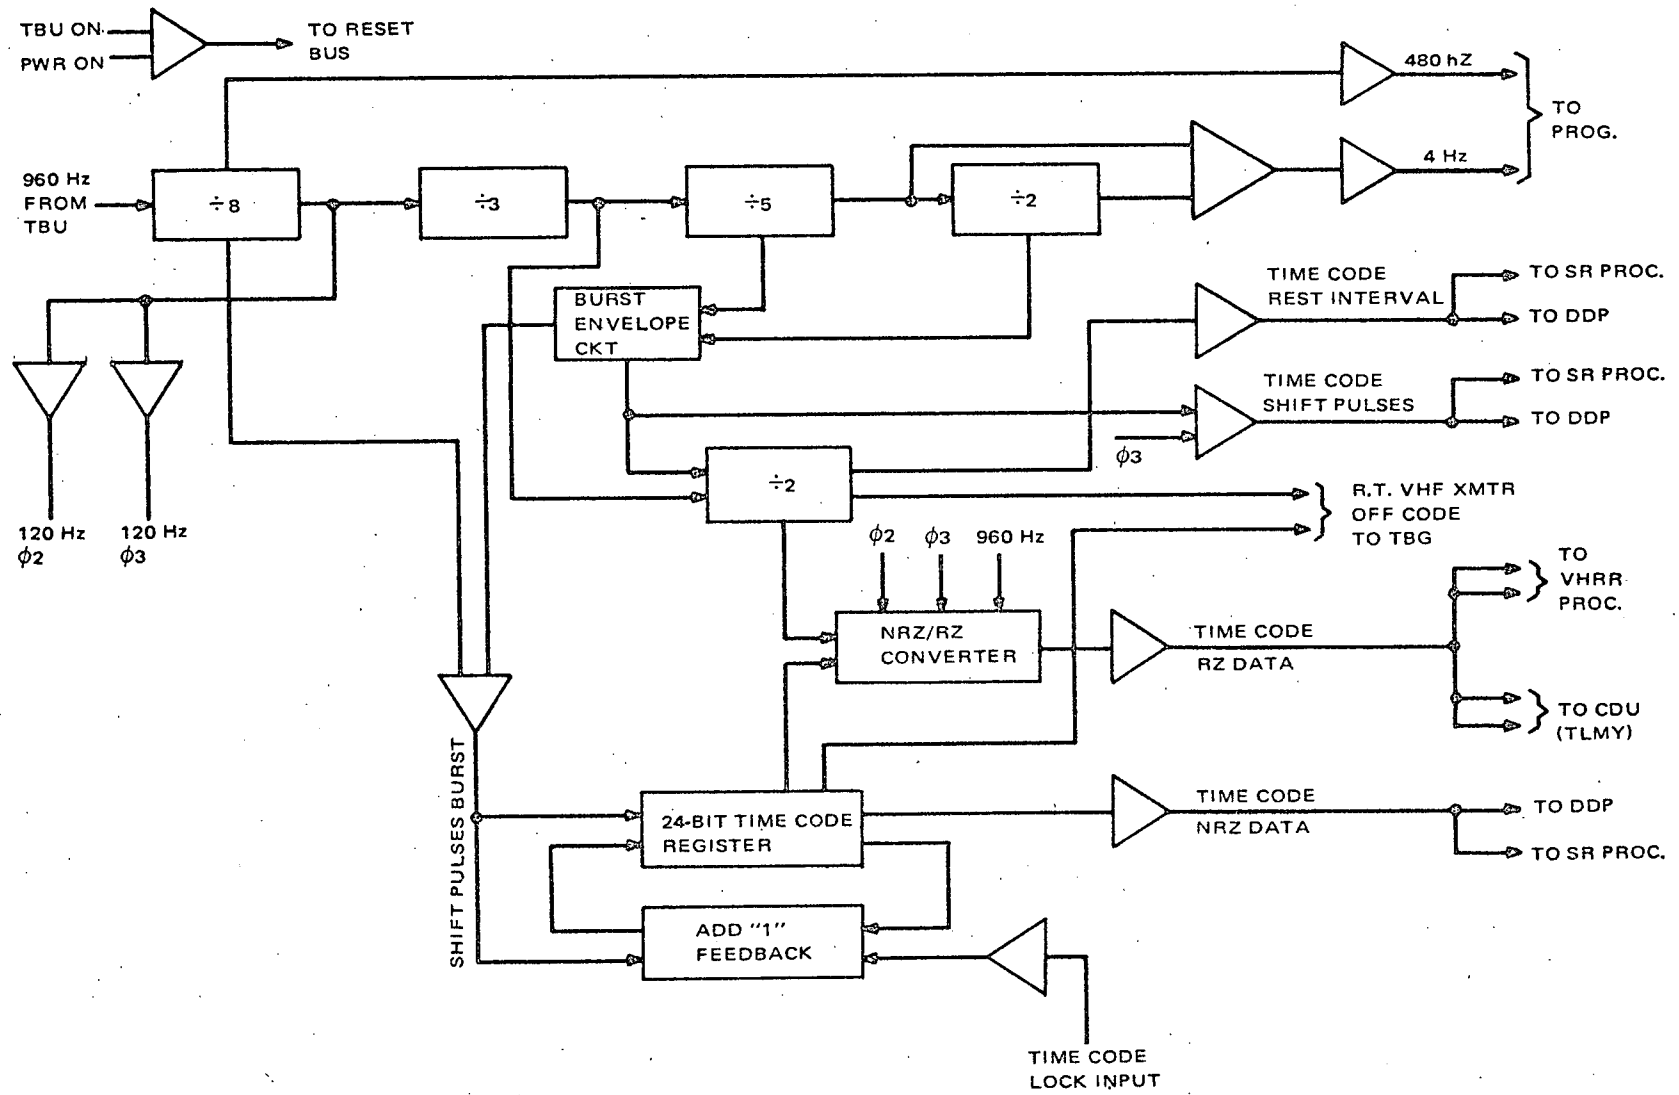 TBU ON
PWR ON
TO RESET
BUS
480 hZ
TO
PROG.
4 Hz
960 Hz
FROM
TBU
÷8
÷3
÷5
÷2
TIME CODE
REST INTERVAL
TO SR PROC.
TO DDP
BURST
ENVELOPE
CKT
TIME CODE
SHIFT PULSES
TO SR PROC.
TO DDP
ϕ3
÷2
R.T. VHF XMTR
OFF CODE
TO TBG
120 Hz
ϕ2
120 Hz
ϕ3
ϕ2
ϕ3
960 Hz
TO
VHRR
PROC.
NRZ/RZ
CONVERTER
TIME CODE
RZ DATA
TO CDU
(TLMY)
SHIFT PULSES BURST
24-BIT TIME CODE
REGISTER
TIME CODE
NRZ DATA
TO DDP
TO SR PROC.
ADD "1"
FEEDBACK
TIME CODE
LOCK INPUT